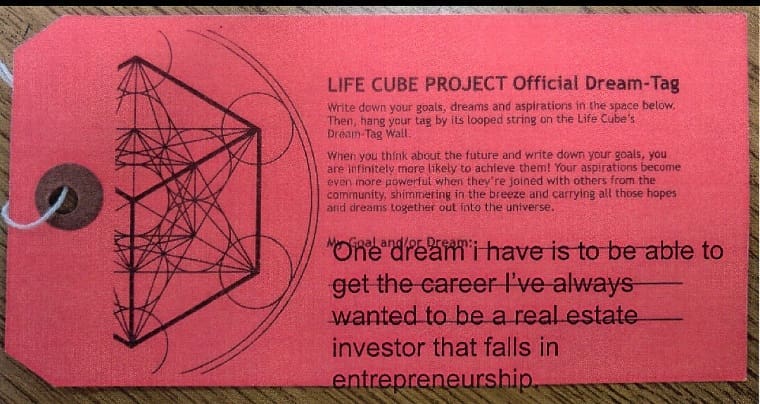 LIFE CUBE PROJECT Official Dream-Tag
Write down your goals, dreams and aspirations in the space below.
Then, hang your tag by its looped string on the Life Cube's
Dream-Tag Wall.
When you think about the future and write down your goals, you
are infinitely more likely to achieve them! Your aspirations become
even more powerful when they're joined with others from the
community, shimmering in the breeze and carrying all those hopes
and dreams together out into the universe.
My Goal and/or Dream:
One dream i have is to be able to
get the career I've always
wanted to be a real estate
investor that falls in
entrepreneurship.